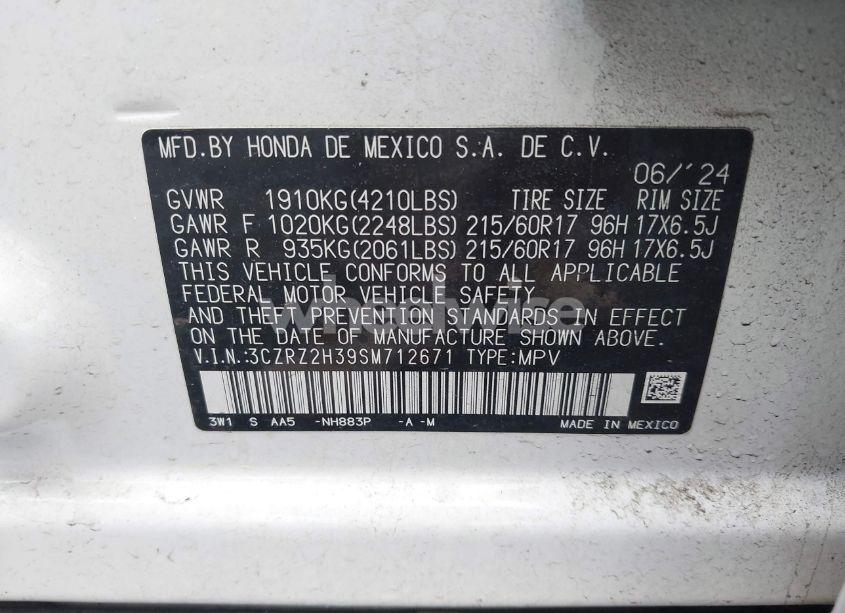 MFD.BY HONDA DE MEXICO S.A. DE C.V.
06/'24
GVWR 1910KG(4210LBS) TIRE SIZE RIM SIZE
GAWR F 1020KG(2248LBS) 215/60R17 96H 17X6.5J
GAWR R 935KG(2061LBS) 215/60R17 96H 17X6.5J
THIS VEHICLE CONFORMS TO ALL APPLICABLE
FEDERAL MOTOR VEHICLE SAFETY
AND THEFT PREVENTION STANDARDS IN EFFECT
ON THE DATE OF MANUFACTURE SHOWN ABOVE.
V.I.N.:3CZRZ2H39SM712671 TYPE:MPV
3W1 S AA5 -NH883P -A -M MADE IN MEXICO